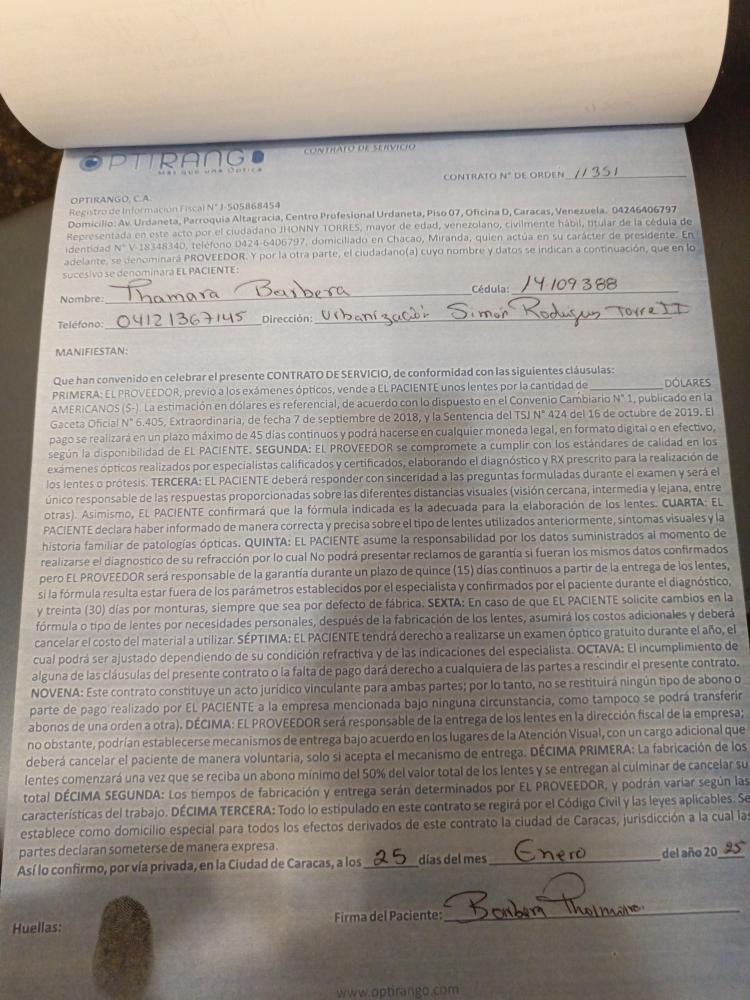 ÓPTIRANGO
Más que una Óptica
CONTRATO DE SERVICIO
CONTRATO N° DE ORDEN 11351
OPTIRANGO, C.A.
Registro de Información Fiscal N° J-505868454
Domicilio: Av. Urdaneta, Parroquia Altagracia, Centro Profesional Urdaneta, Piso 07, Oficina D, Caracas, Venezuela. 04246406797
Representada en este acto por el ciudadano JHONNY TORRES, mayor de edad, venezolano, civilmente hábil, titular de la cédula de
identidad N° V-18348340, teléfono 0424-6406797, domiciliado en Chacao, Miranda, quien actúa en su carácter de presidente. En
adelante, se denominará PROVEEDOR. Y por la otra parte, el ciudadano(a) cuyo nombre y datos se indican a continuación, que en lo
sucesivo se denominará EL PACIENTE:
Nombre: Thamara Barbera Cédula: 14109388
Teléfono: 04121367145 Dirección: Urbanización Simón Rodigues Torre II
MANIFIESTAN:
Que han convenido en celebrar el presente CONTRATO DE SERVICIO, de conformidad con las siguientes cláusulas:
PRIMERA: EL PROVEEDOR, previo a los exámenes ópticos, vende a EL PACIENTE unos lentes por la cantidad de ____________ DÓLARES
AMERICANOS ($-). La estimación en dólares es referencial, de acuerdo con lo dispuesto en el Convenio Cambiario N° 1, publicado en la
Gaceta Oficial N° 6.405, Extraordinaria, de fecha 7 de septiembre de 2018, y la Sentencia del TSJ N° 424 del 16 de octubre de 2019. El
pago se realizará en un plazo máximo de 45 días continuos y podrá hacerse en cualquier moneda legal, en formato digital o en efectivo,
según la disponibilidad de EL PACIENTE. SEGUNDA: EL PROVEEDOR se compromete a cumplir con los estándares de calidad en los
exámenes ópticos realizados por especialistas calificados y certificados, elaborando el diagnóstico y RX prescrito para la realización de
los lentes o prótesis. TERCERA: EL PACIENTE deberá responder con sinceridad a las preguntas formuladas durante el examen y será el
único responsable de las respuestas proporcionadas sobre las diferentes distancias visuales (visión cercana, intermedia y lejana, entre
otras). Asimismo, EL PACIENTE confirmará que la fórmula indicada es la adecuada para la elaboración de los lentes. CUARTA: EL
PACIENTE declara haber informado de manera correcta y precisa sobre el tipo de lentes utilizados anteriormente, síntomas visuales y la
historia familiar de patologías ópticas. QUINTA: EL PACIENTE asume la responsabilidad por los datos suministrados al momento de
realizarse el diagnostico de su refracción por lo cual No podrá presentar reclamos de garantía si fueran los mismos datos confirmados
pero EL PROVEEDOR será responsable de la garantía durante un plazo de quince (15) días continuos a partir de la entrega de los lentes,
si la fórmula resulta estar fuera de los parámetros establecidos por el especialista y confirmados por el paciente durante el diagnóstico,
y treinta (30) días por monturas, siempre que sea por defecto de fábrica. SEXTA: En caso de que EL PACIENTE solicite cambios en la
fórmula o tipo de lentes por necesidades personales, después de la fabricación de los lentes, asumirá los costos adicionales y deberá
cancelar el costo del material a utilizar. SÉPTIMA: EL PACIENTE tendrá derecho a realizarse un examen óptico gratuito durante el año, el
cual podrá ser ajustado dependiendo de su condición refractiva y de las indicaciones del especialista. OCTAVA: El incumplimiento de
alguna de las cláusulas del presente contrato o la falta de pago dará derecho a cualquiera de las partes a rescindir el presente contrato.
NOVENA: Este contrato constituye un acto jurídico vinculante para ambas partes; por lo tanto, no se restituirá ningún tipo de abono o
parte de pago realizado por EL PACIENTE a la empresa mencionada bajo ninguna circunstancia, como tampoco se podrá transferir
abonos de una orden a otra). DÉCIMA: EL PROVEEDOR será responsable de la entrega de los lentes en la dirección fiscal de la empresa;
no obstante, podrían establecerse mecanismos de entrega bajo acuerdo en los lugares de la Atención Visual, con un cargo adicional que
deberá cancelar el paciente de manera voluntaria, solo si acepta el mecanismo de entrega. DÉCIMA PRIMERA: La fabricación de los
lentes comenzará una vez que se reciba un abono mínimo del 50% del valor total de los lentes y se entregan al culminar de cancelar su
total DÉCIMA SEGUNDA: Los tiempos de fabricación y entrega serán determinados por EL PROVEEDOR, y podrán variar según las
características del trabajo. DÉCIMA TERCERA: Todo lo estipulado en este contrato se regirá por el Código Civil y las leyes aplicables. Se
establece como domicilio especial para todos los efectos derivados de este contrato la ciudad de Caracas, jurisdicción a la cual las
partes declaran someterse de manera expresa.
Así lo confirmo, por vía privada, en la Ciudad de Caracas, a los 25 días del mes Enero del año 2025
Huellas:
Firma del Paciente: Barbera Thamara
www.optirango.com